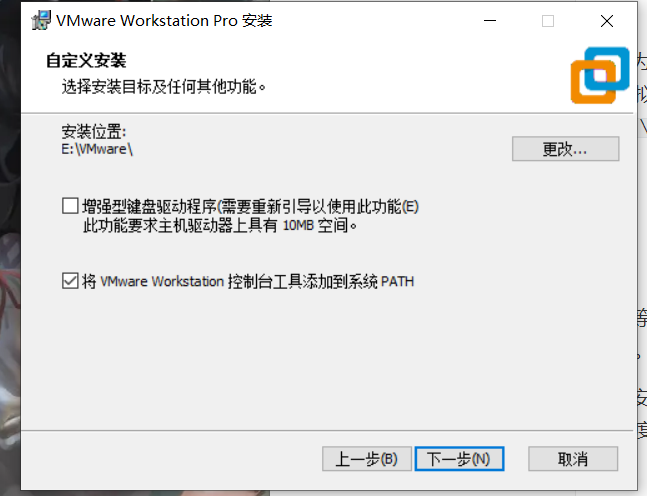 VMware Workstation Pro 安装
自定义安装
选择安装目标及任何其他功能。
安装位置:
E:\VMware\
更改...
增强型键盘驱动程序(需要重新引导以使用此功能(E)
此功能要求主机驱动器上具有 10MB 空间。
将 VMware Workstation 控制台工具添加到系统 PATH
上一步(B)
下一步(N)
取消